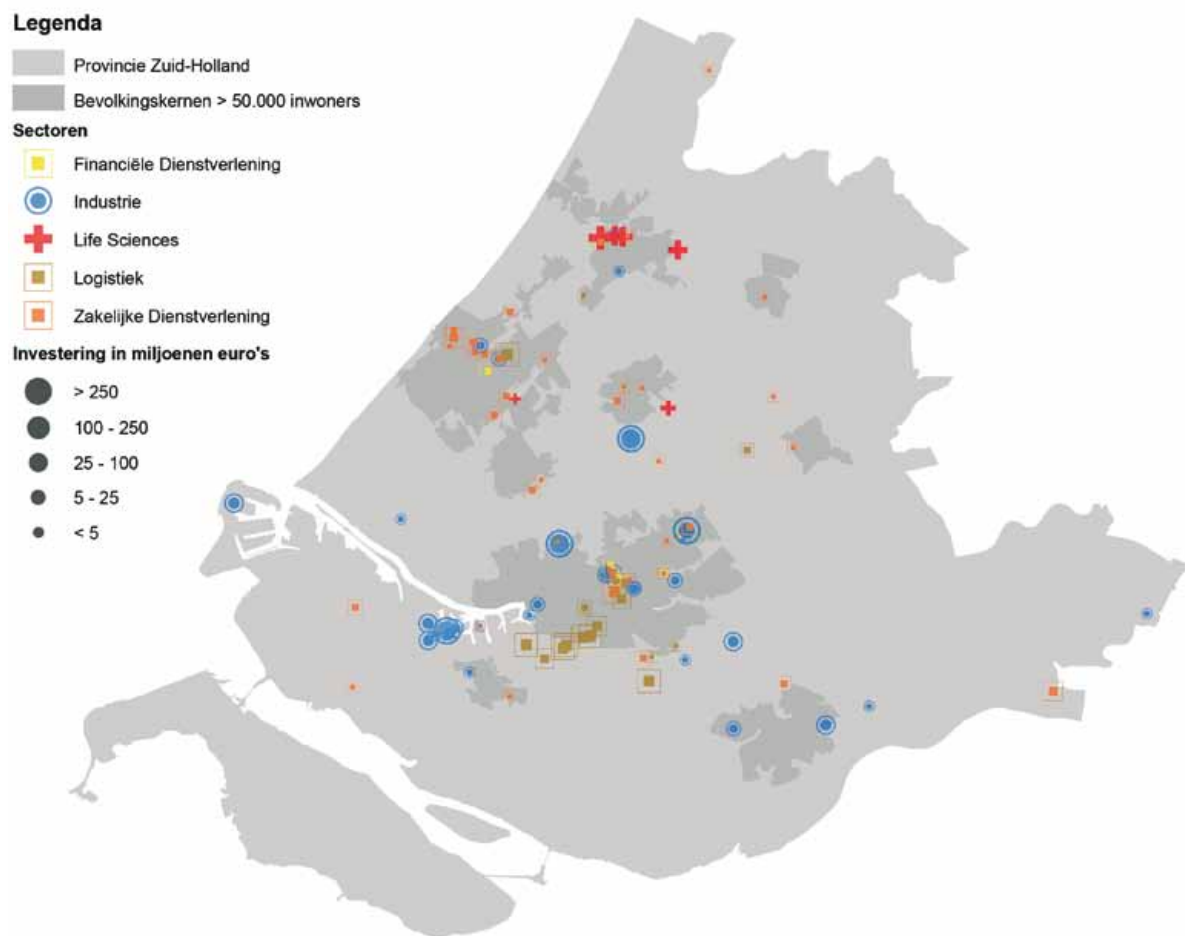 Legenda
Provincie Zuid-Holland
Bevolkingskernen > 50.000 inwoners
Sectoren
Financiële Dienstverlening
Industrie
Life Sciences
Logistiek
Zakelijke Dienstverlening
Investering in miljoenen euro's
> 250
100 - 250
25 - 100
5 - 25
< 5